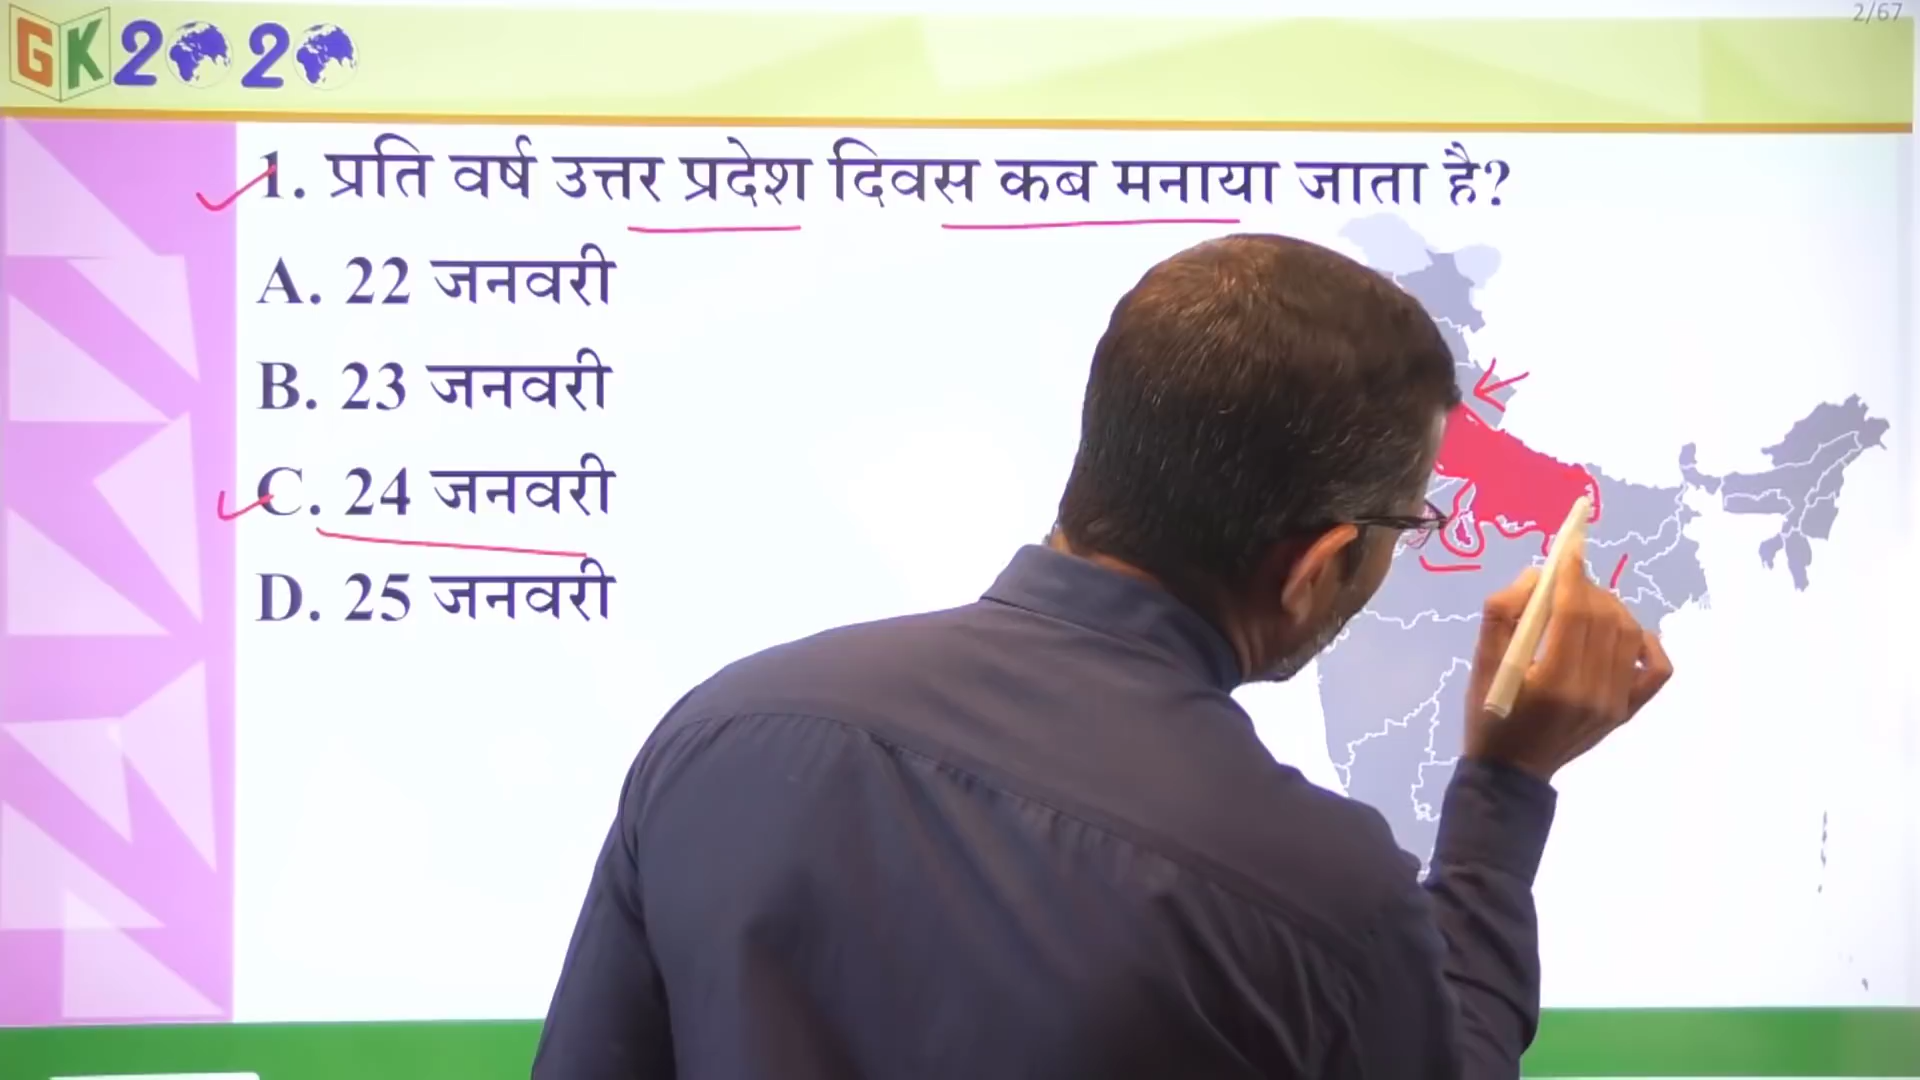 2/67
GK2020
1. प्रति वर्ष उत्तर प्रदेश दिवस कब मनाया जाता है?
A. 22 जनवरी
B. 23 जनवरी
C. 24 जनवरी
D. 25 जनवरी